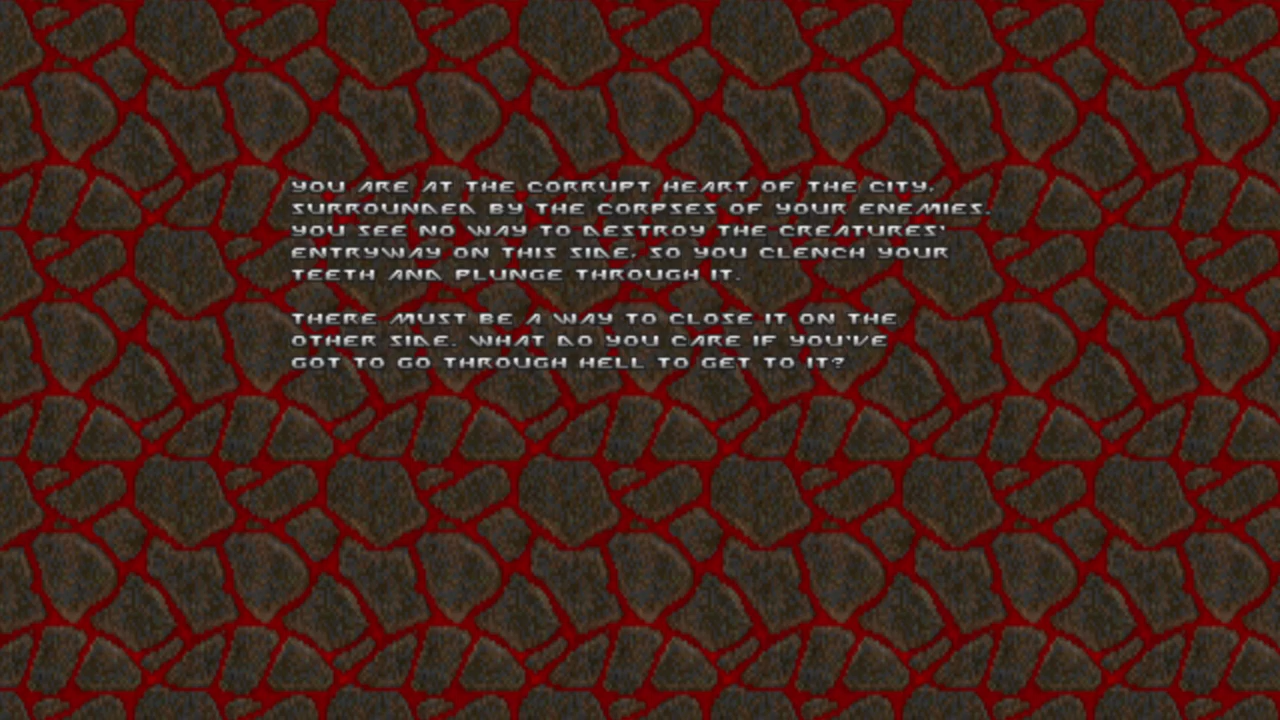 YOU ARE AT THE CORRUPT HEART OF THE CITY,
SURROUNDED BY THE CORPSES OF YOUR ENEMIES.
YOU SEE NO WAY TO DESTROY THE CREATURES'
ENTRYWAY ON THIS SIDE, SO YOU CLENCH YOUR
TEETH AND PLUNGE THROUGH IT.
THERE MUST BE A WAY TO CLOSE IT ON THE
OTHER SIDE. WHAT DO YOU CARE IF YOU'VE
GOT TO GO THROUGH HELL TO GET TO IT?